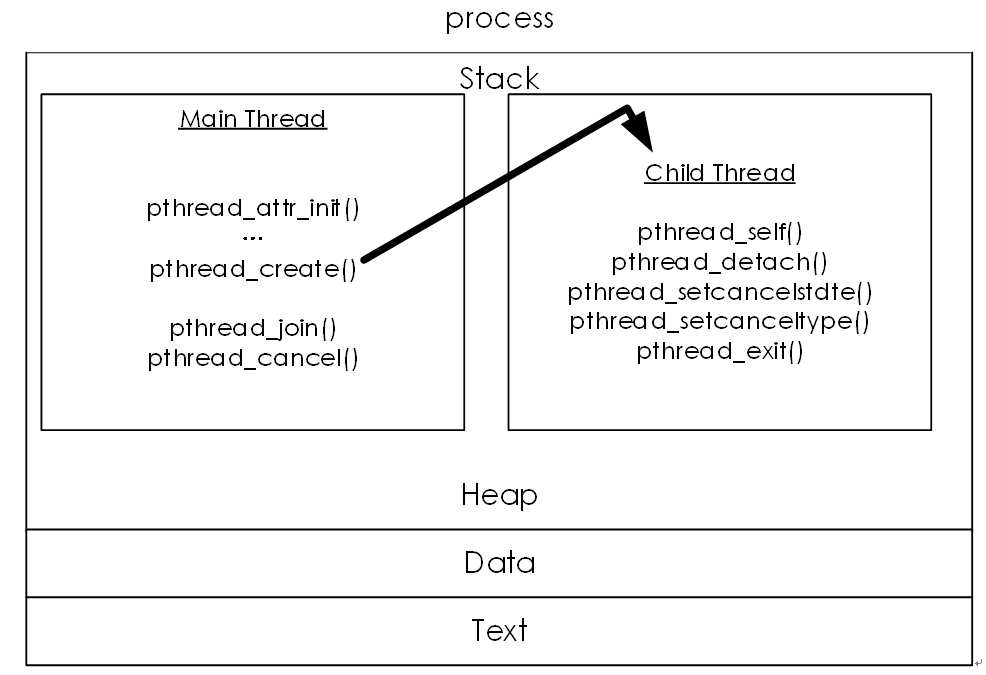 process
Stack
Main Thread
pthread_attr_init()
...
pthread_create()
pthread_join()
pthread_cancel()
Child Thread
pthread_self()
pthread_detach()
pthread_setcancelstdte()
pthread_setcanceltype()
pthread_exit()
Heap
Data
Text